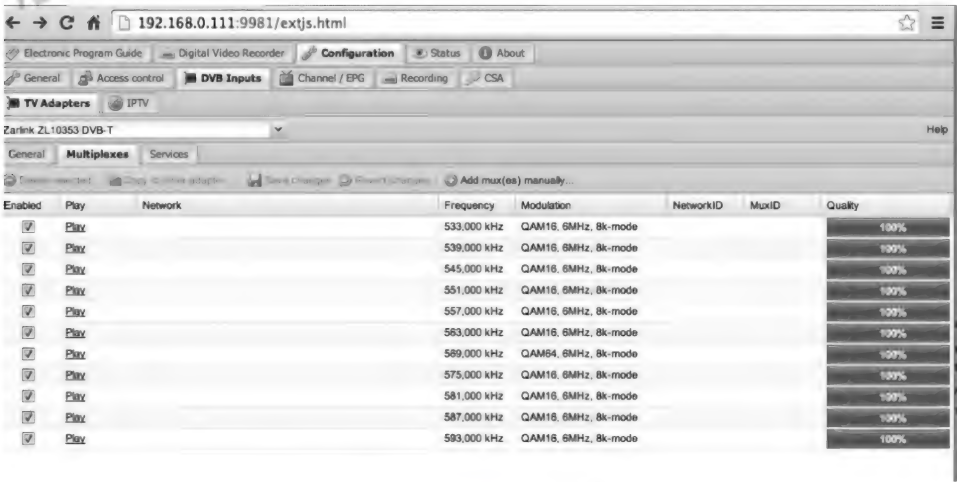 192.168.0.111:9981/extjs.html
Electronic Program Guide Digital Video Recorder Configuration Status About
General Access control DVB Inputs Channel / EPG Recording CSA
TV Adapters IPTV
Zarlink ZL10353 DVB-T Help
General Multiplexes Services
Save changes Revert changes Add mux(es) manually...
Enabled Play Network Frequency Modulation NetworkID MuxID Quality
Play 533,000 kHz QAM16, 6MHz, 8k-mode 100%
Play 539,000 kHz QAM16, 6MHz, 8k-mode 100%
Play 545,000 kHz QAM16, 6MHz, 8k-mode 100%
Play 551,000 kHz QAM16, 6MHz, 8k-mode 100%
Play 557,000 kHz QAM16, 6MHz, 8k-mode 100%
Play 563,000 kHz QAM16, 6MHz, 8k-mode 100%
Play 569,000 kHz QAM64, 6MHz, 8k-mode 100%
Play 575,000 kHz QAM16, 6MHz, 8k-mode 100%
Play 581,000 kHz QAM16, 6MHz, 8k-mode 100%
Play 587,000 kHz QAM16, 6MHz, 8k-mode 100%
Play 593,000 kHz QAM16, 6MHz, 8k-mode 100%